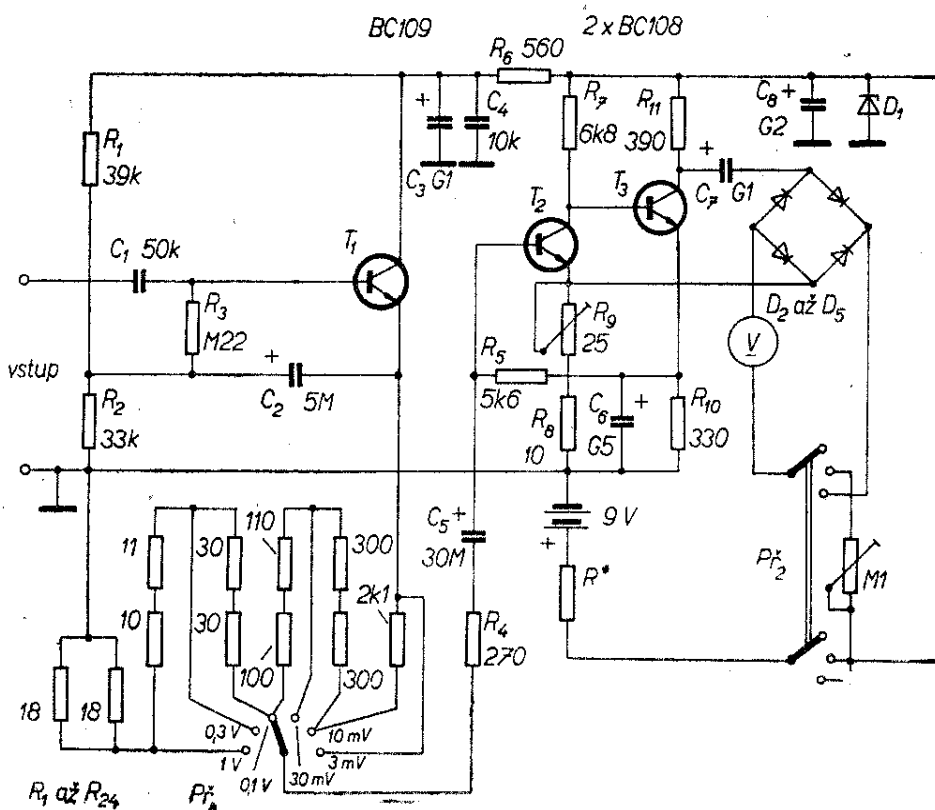 BC109
2 x BC108
R6 560
R1
39k
C3 G1
C4
10k
R7
6k8
R11
390
C8 +
G2
D1
C7 G1
T1
T2
T3
C1 50k
R3
M22
vstup
C2
5M
R2
33k
R5
5k6
R9
25
R8
10
C6 +
G5
R10
330
D2 až D5
V
9 V
C5 +
30M
R*
R4
270
Př2
M1
11
30
110
300
2k1
10
30
100
300
18
18
0,3 V
1 V
0,1 V
30 mV
10 mV
3 mV
R1 až R24